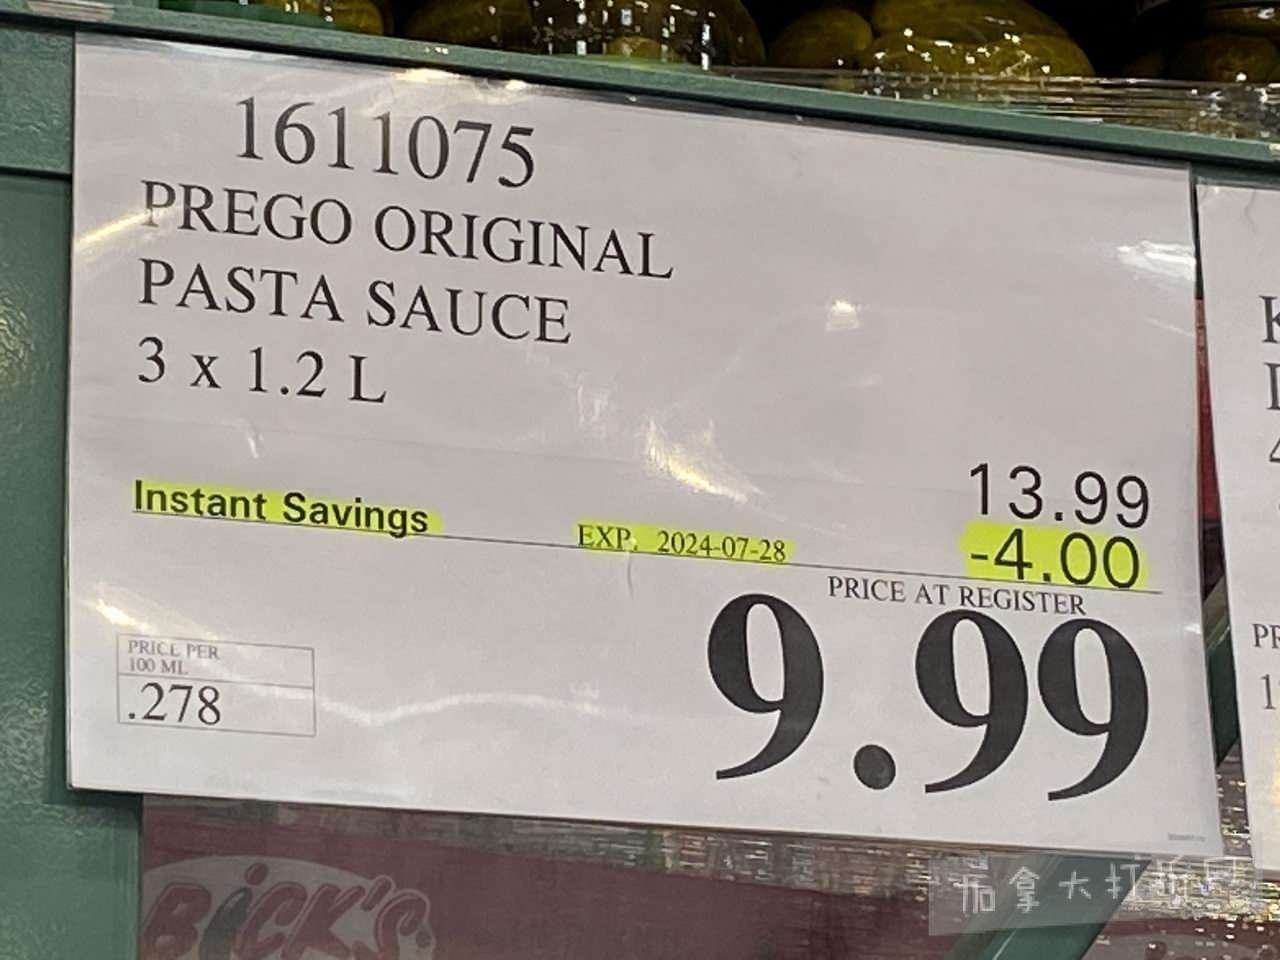 1611075
PREGO ORIGINAL
PASTA SAUCE
3 x 1.2 L
13.99
Instant Savings EXP. 2024-07-28 -4.00
PRICE AT REGISTER
9.99
PRICE PER
100 ML
.278
BiCK'S
加拿大打折网